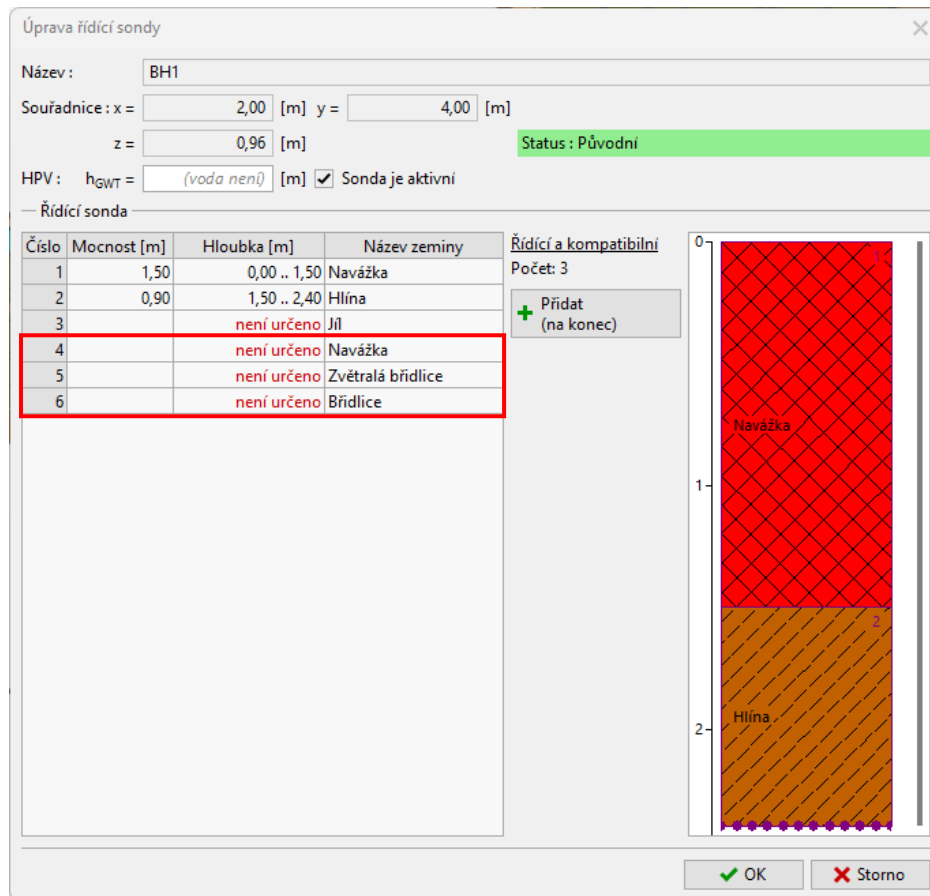 Úprava řídící sondy
Název : BH1
Souřadnice : x = 2,00 [m] y = 4,00 [m]
z = 0,96 [m] Status : Původní
HPV : hGWT = (voda není) [m] Sonda je aktivní
Řídící sonda
Číslo Mocnost [m] Hloubka [m] Název zeminy
1 1,50 0,00 .. 1,50 Navážka
2 0,90 1,50 .. 2,40 Hlína
3 není určeno Jíl
4 není určeno Navážka
5 není určeno Zvětralá břidlice
6 není určeno Břidlice
Řídící a kompatibilní
Počet: 3
Přidat
(na konec)
0
1
Navážka
1
2
Hlína
2
OK Storno